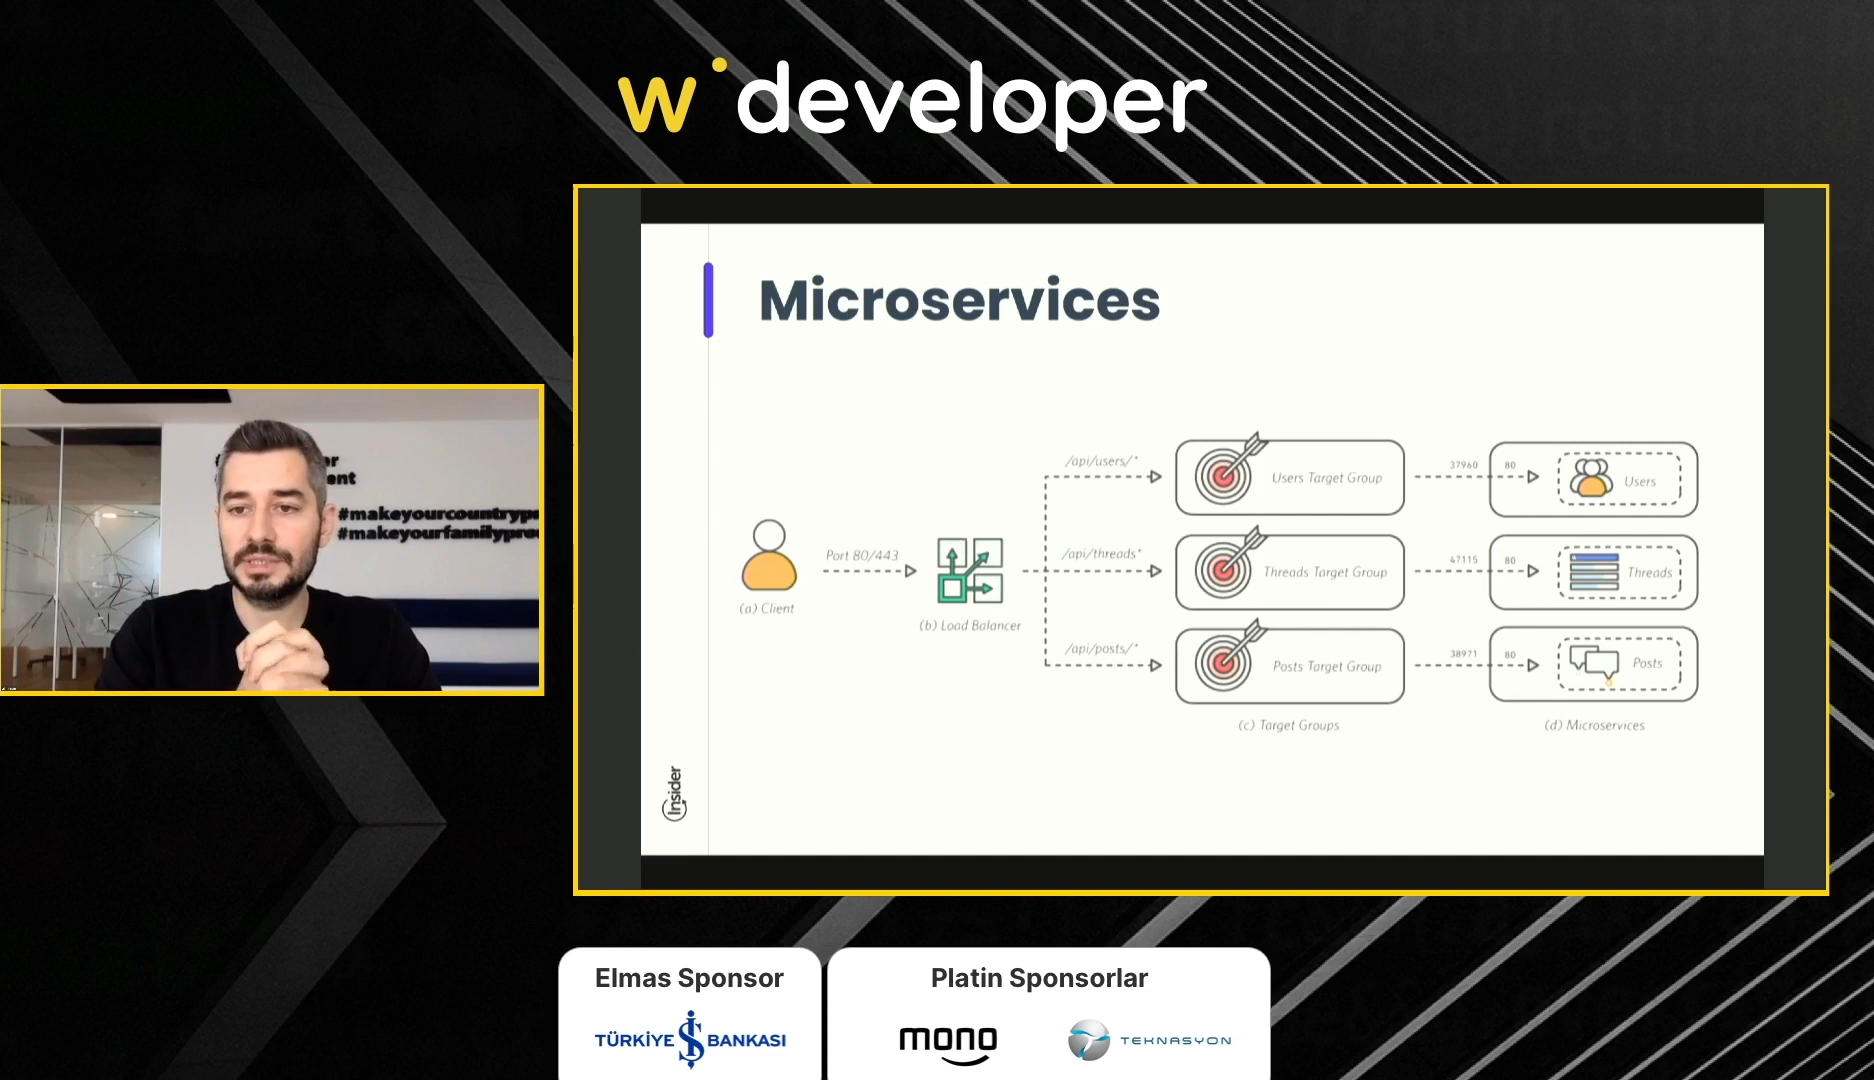 w developer
Microservices
/api/users/*
Users Target Group
37960
80
Users
Port 80/443
(a) Client
(b) Load Balancer
/api/threads*
Threads Target Group
47115
80
Threads
/api/posts/*
Posts Target Group
38971
80
Posts
(c) Target Groups
(d) Microservices
Insider
#makeyourcountrypr
#makeyourfamilyprou
Elmas Sponsor
TÜRKİYE İŞ BANKASI
Platin Sponsorlar
mono
TEKNASYON